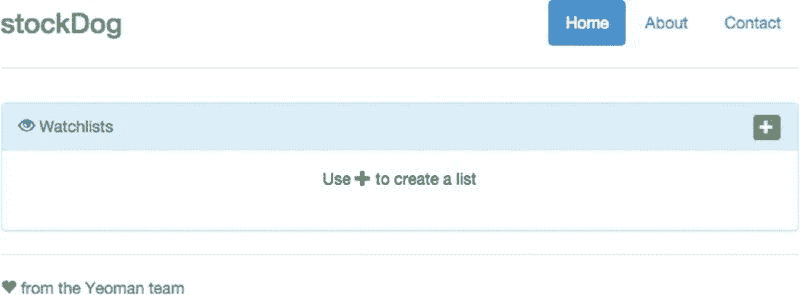 stockDog
Home About Contact
Watchlists
Use + to create a list
♥ from the Yeoman team